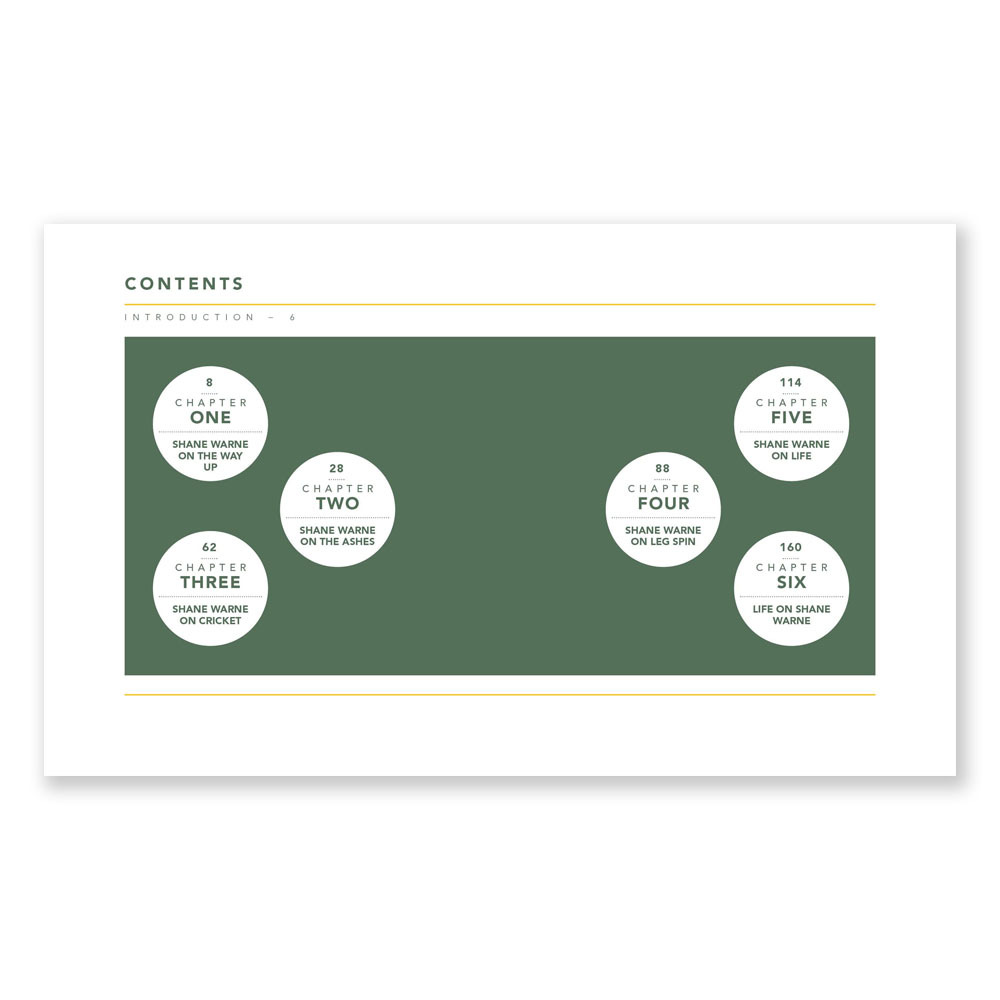 CONTENTS
INTRODUCTION – 6
8
CHAPTER
ONE
SHANE WARNE
ON THE WAY
UP
28
CHAPTER
TWO
SHANE WARNE
ON THE ASHES
62
CHAPTER
THREE
SHANE WARNE
ON CRICKET
88
CHAPTER
FOUR
SHANE WARNE
ON LEG SPIN
114
CHAPTER
FIVE
SHANE WARNE
ON LIFE
160
CHAPTER
SIX
LIFE ON SHANE
WARNE